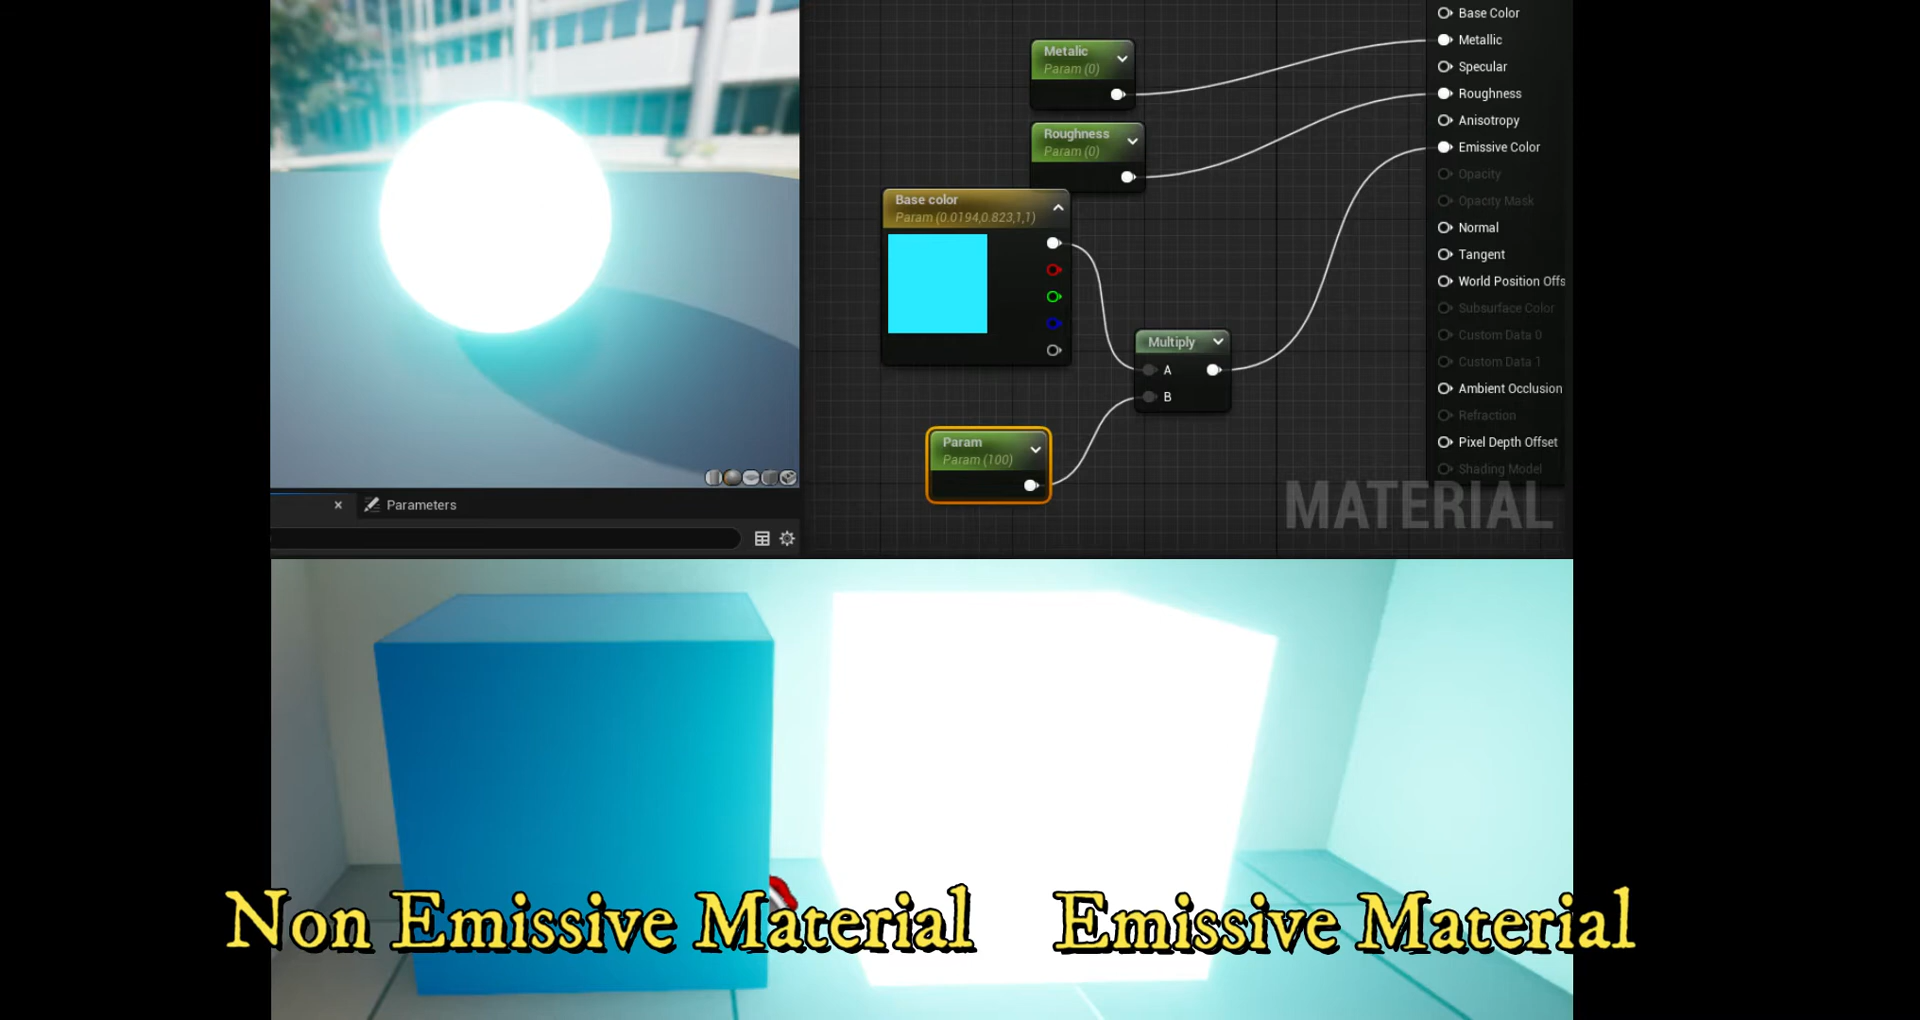 Metalic
Param (0)
Roughness
Param (0)
Base color
Param (0.0194,0.823,1,1)
Multiply
A
B
Param
Param (100)
Base Color
Metallic
Specular
Roughness
Anisotropy
Emissive Color
Opacity
Opacity Mask
Normal
Tangent
World Position Offs
Subsurface Color
Custom Data 0
Custom Data 1
Ambient Occlusion
Refraction
Pixel Depth Offset
Shading Model
MATERIAL
Parameters
Non Emissive Material
Emissive Material